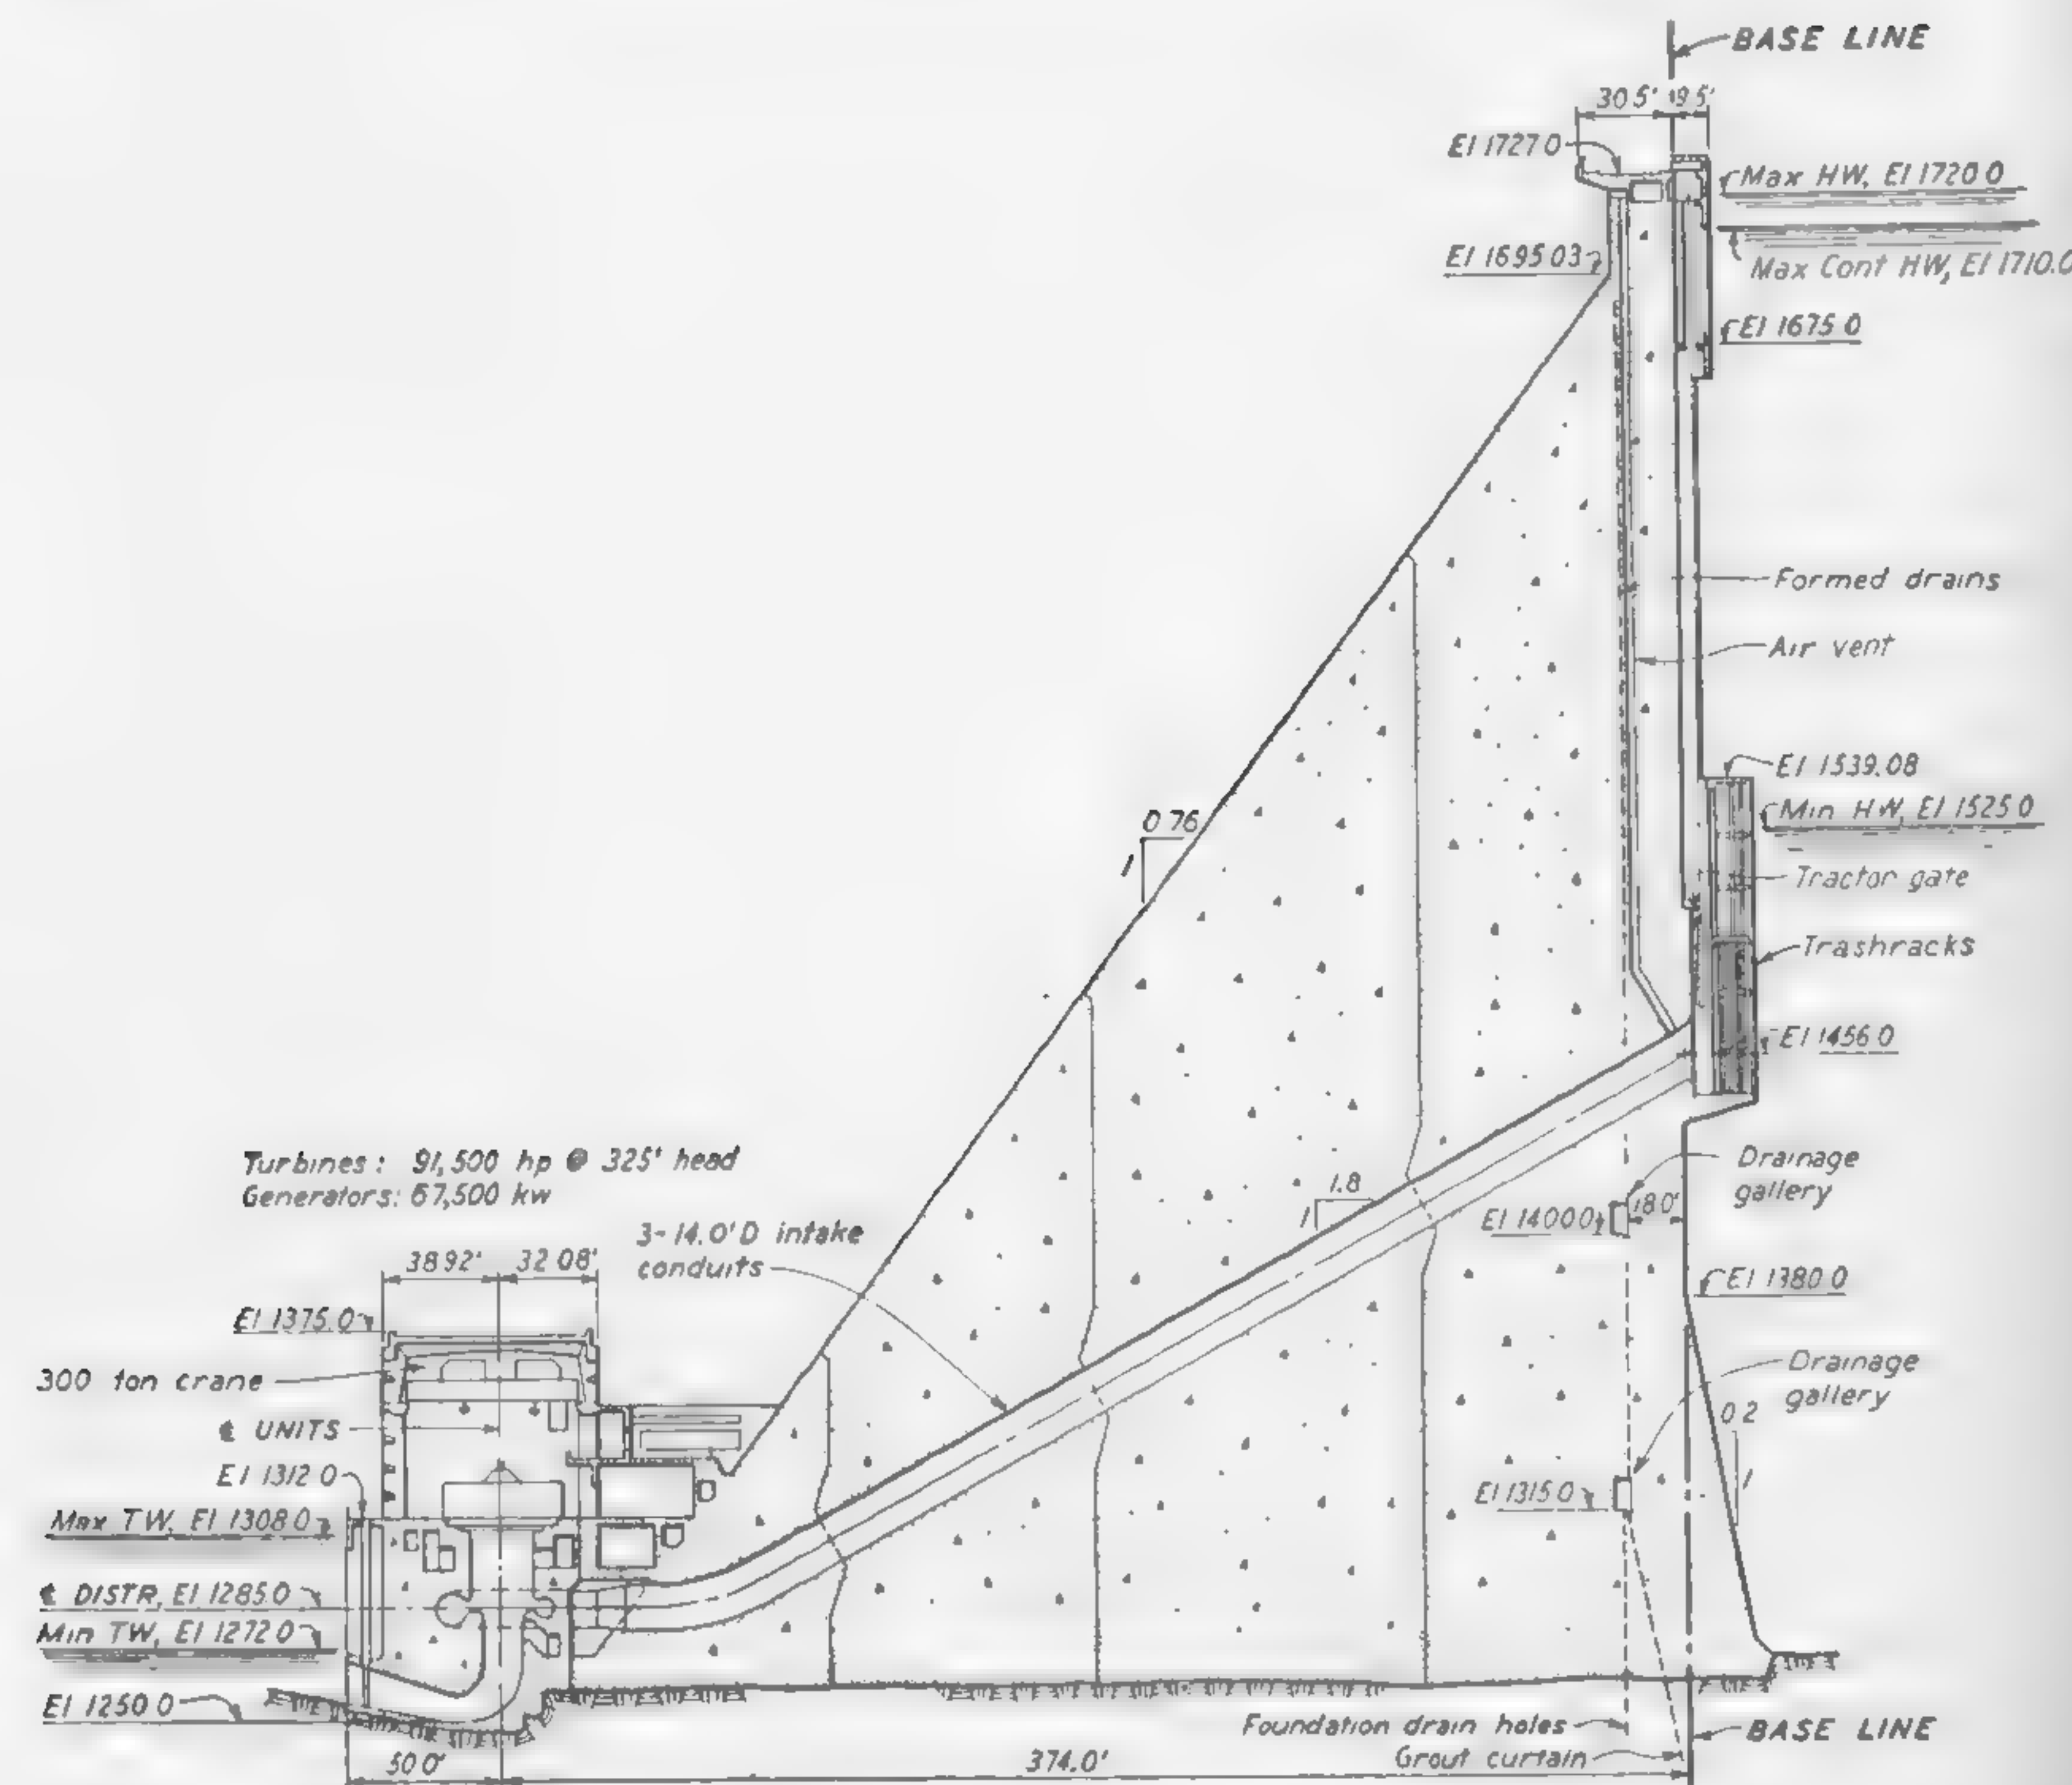 BASE LINE
30 5' 19 5'
El 1727 0
Max HW, El 1720 0
El 1695 03
Max Cont HW, El 1710.0
El 1675 0
Formed drains
Air vent
El 1539.08
0 76
1
Min HW, El 1525 0
Tractor gate
Trashracks
El 1456 0
Turbines: 91,500 hp @ 325' head
Generators: 67,500 kw
Drainage
gallery
1.8
1
El 1400 0
18 0'
3-14.0' D intake
conduits
38 92' 32 08'
El 1380 0
El 1375 0
300 ton crane
Drainage
gallery
0 2
1
℄ UNITS
El 1312 0
El 1315 0
Max TW, El 1308 0
℄ DISTR, El 1285 0
Min TW, El 1272 0
El 1250 0
Foundation drain holes
BASE LINE
Grout curtain
50 0'
374.0'